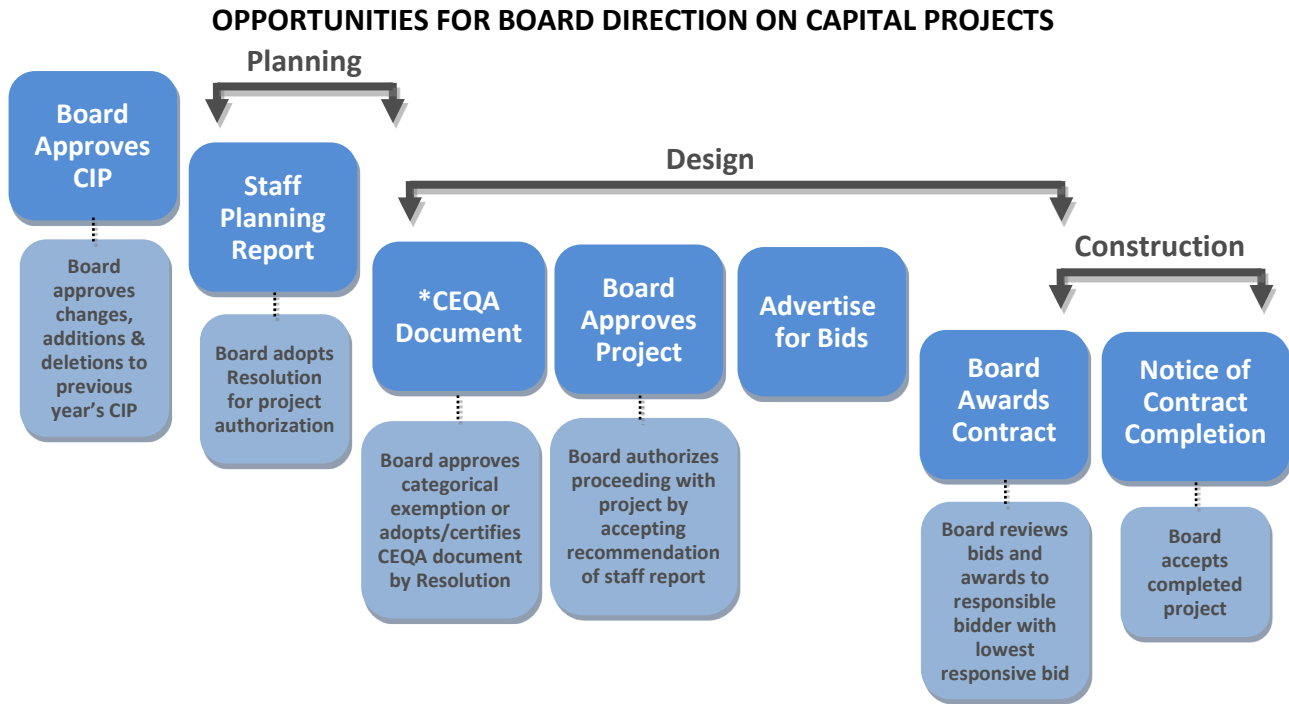 OPPORTUNITIES FOR BOARD DIRECTION ON CAPITAL PROJECTS
Planning
Board
Approves
CIP
Board
approves
changes,
additions &
deletions to
previous
year's CIP
Staff
Planning
Report
Board adopts
Resolution
for project
authorization
Design
*CEQA
Document
Board approves
categorical
exemption or
adopts/certifies
CEQA document
by Resolution
Board
Approves
Project
Board authorizes
proceeding with
project by
accepting
recommendation
of staff report
Advertise
for Bids
Construction
Board
Awards
Contract
Board reviews
bids and
awards to
responsible
bidder with
lowest
responsive bid
Notice of
Contract
Completion
Board
accepts
completed
project